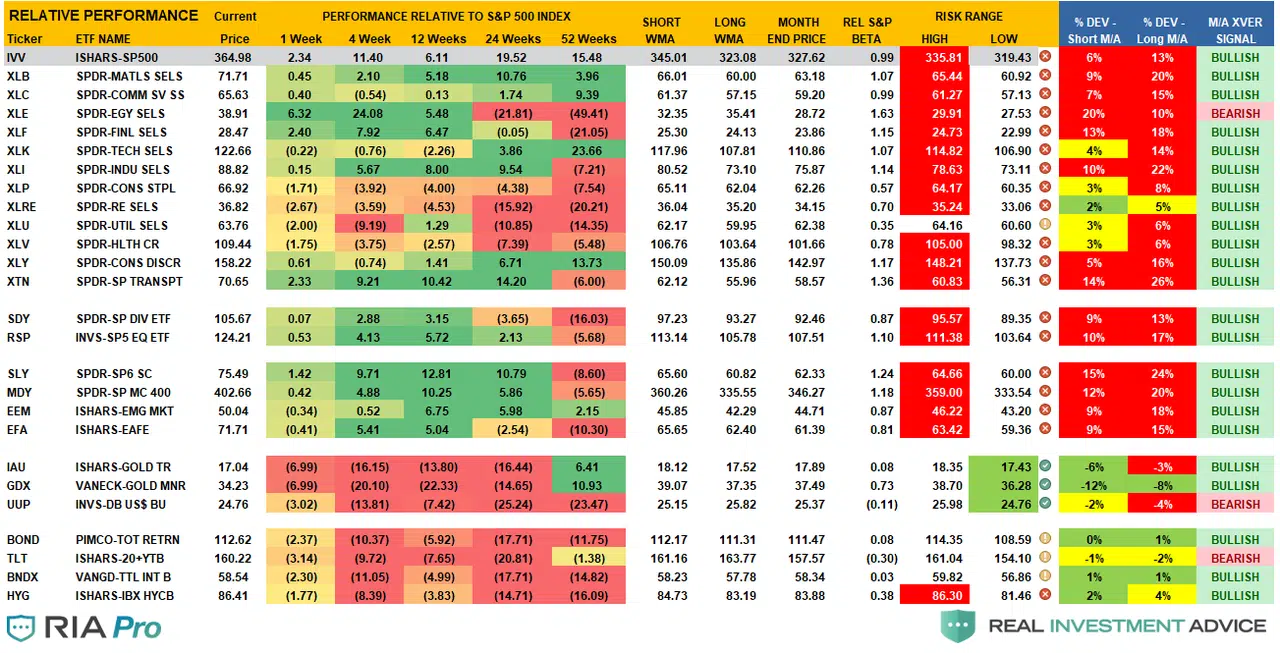 RELATIVE PERFORMANCE Current PERFORMANCE RELATIVE TO S&P 500 INDEX SHORT LONG MONTH REL S&P RISK RANGE % DEV - % DEV - M/A XVER
Ticker ETF NAME Price 1 Week 4 Week 12 Weeks 24 Weeks 52 Weeks WMA WMA END PRICE BETA HIGH LOW Short M/A Long M/A SIGNAL
IVV ISHARS-SP500 364.98 2.34 11.40 6.11 19.52 15.48 345.01 323.08 327.62 0.99 335.81 319.43 6% 13% BULLISH
XLB SPDR-MATLS SELS 71.71 0.45 2.10 5.18 10.76 3.96 66.01 60.00 63.18 1.07 65.44 60.92 9% 20% BULLISH
XLC SPDR-COMM SV SS 65.63 0.40 (0.54) 0.13 1.74 9.39 61.37 57.15 59.20 0.99 61.27 57.13 7% 15% BULLISH
XLE SPDR-EGY SELS 38.91 6.32 24.08 5.48 (21.81) (49.41) 32.35 35.41 28.72 1.63 29.91 27.53 20% 10% BEARISH
XLF SPDR-FINL SELS 28.47 2.40 7.92 6.47 (0.05) (21.05) 25.30 24.13 23.86 1.15 24.73 22.99 13% 18% BULLISH
XLK SPDR-TECH SELS 122.66 (0.22) (0.76) (2.26) 3.86 23.66 117.96 107.81 110.86 1.07 114.82 106.90 4% 14% BULLISH
XLI SPDR-INDU SELS 88.82 0.15 5.67 8.00 9.54 (7.21) 80.52 73.10 75.87 1.14 78.63 73.11 10% 22% BULLISH
XLP SPDR-CONS STPL 66.92 (1.71) (3.92) (4.00) (4.38) (7.54) 65.11 62.04 62.26 0.57 64.17 60.35 3% 8% BULLISH
XLRE SPDR-RE SELS 36.82 (2.67) (3.59) (4.53) (15.92) (20.21) 36.04 35.20 34.15 0.70 35.24 33.06 2% 5% BULLISH
XLU SPDR-UTIL SELS 63.76 (2.00) (9.19) 1.29 (10.85) (14.35) 62.17 59.95 62.38 0.35 64.16 60.60 3% 6% BULLISH
XLV SPDR-HLTH CR 109.44 (1.75) (3.75) (2.57) (7.39) (5.48) 106.76 103.64 101.66 0.78 105.00 98.32 3% 6% BULLISH
XLY SPDR-CONS DISCR 158.22 0.61 (0.74) 1.41 6.71 13.73 150.09 135.86 142.97 1.17 148.21 137.73 5% 16% BULLISH
XTN SPDR-SP TRANSPT 70.65 2.33 9.21 10.42 14.20 (6.00) 62.12 55.96 58.57 1.36 60.83 56.31 14% 26% BULLISH
SDY SPDR-SP DIV ETF 105.67 0.07 2.88 3.15 (3.65) (16.03) 97.23 93.27 92.46 0.87 95.57 89.35 9% 13% BULLISH
RSP INVS-SP5 EQ ETF 124.21 0.53 4.13 5.72 2.13 (5.68) 113.14 105.78 107.51 1.10 111.38 103.64 10% 17% BULLISH
SLY SPDR-SP6 SC 75.49 1.42 9.71 12.81 10.79 (8.60) 65.60 60.82 62.33 1.24 64.66 60.00 15% 24% BULLISH
MDY SPDR-SP MC 400 402.66 0.42 4.88 10.25 5.86 (5.65) 360.26 335.55 346.27 1.18 359.00 333.54 12% 20% BULLISH
EEM ISHARS-EMG MKT 50.04 (0.34) 0.52 6.75 5.98 2.15 45.85 42.29 44.71 0.87 46.22 43.20 9% 18% BULLISH
EFA ISHARS-EAFE 71.71 (0.41) 5.41 5.04 (2.54) (10.30) 65.65 62.40 61.39 0.81 63.42 59.36 9% 15% BULLISH
IAU ISHARS-GOLD TR 17.04 (6.99) (16.15) (13.80) (16.44) 6.41 18.12 17.52 17.89 0.08 18.35 17.43 -6% -3% BULLISH
GDX VANECK-GOLD MNR 34.23 (6.99) (20.10) (22.33) (14.65) 10.93 39.07 37.35 37.49 0.73 38.70 36.28 -12% -8% BULLISH
UUP INVS-DB US$ BU 24.76 (3.02) (13.81) (7.42) (25.24) (23.47) 25.15 25.82 25.37 (0.11) 25.98 24.76 -2% -4% BEARISH
BOND PIMCO-TOT RETRN 112.62 (2.37) (10.37) (5.92) (17.71) (11.75) 112.17 111.31 111.47 0.08 114.35 108.59 0% 1% BULLISH
TLT ISHARS-20+YTB 160.22 (3.14) (9.72) (7.65) (20.81) (1.38) 161.16 163.77 157.57 (0.30) 161.04 154.10 -1% -2% BEARISH
BNDX VANGD-TTL INT B 58.54 (2.30) (11.05) (4.99) (17.71) (14.82) 58.23 57.78 58.34 0.03 59.82 56.86 1% 1% BULLISH
HYG ISHARS-IBX HYCB 86.41 (1.77) (8.39) (3.83) (14.71) (16.09) 84.73 83.19 83.88 0.38 86.30 81.46 2% 4% BULLISH
RIA Pro REAL INVESTMENT ADVICE